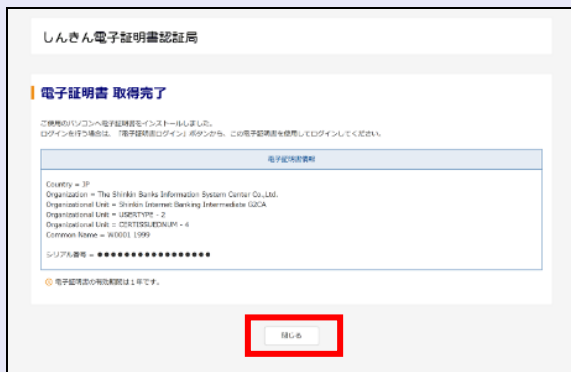 しんきん電子証明書認証局
電子証明書 取得完了
ご使用のパソコンへ電子証明書をインストールしました。
ログインを行う場合は、「電子証明書ログイン」ボタンから、この電子証明書を使用してログインしてください。
電子証明書情報
Country = JP
Organization = The Shinkin Banks Information System Center Co.,Ltd.
Organizational Unit = Shinkin Internet Banking Intermediate G2CA
Organizational Unit = USERTYPE - 2
Organizational Unit = CERTISSUEDNUM - 4
Common Name = W0001 1999
シリアル番号 = ●●●●●●●●●●●●●●●●●
電子証明書の有効期間は1年です。
閉じる